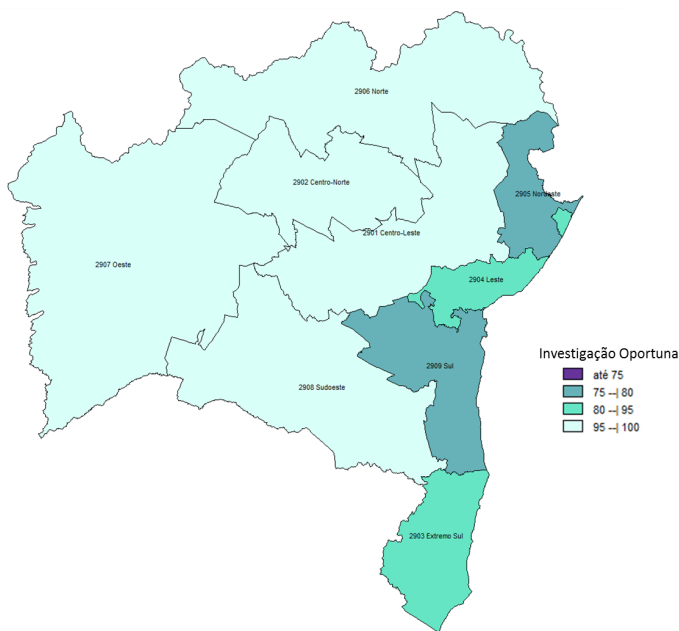 2906 Norte
2902 Centro-Norte
2905 Nordeste
2901 Centro-Leste
2907 Oeste
2904 Leste
2909 Sul
2908 Sudoeste
2903 Extremo Sul
Investigação Oportuna
até 75
75 --| 80
80 --| 95
95 --| 100